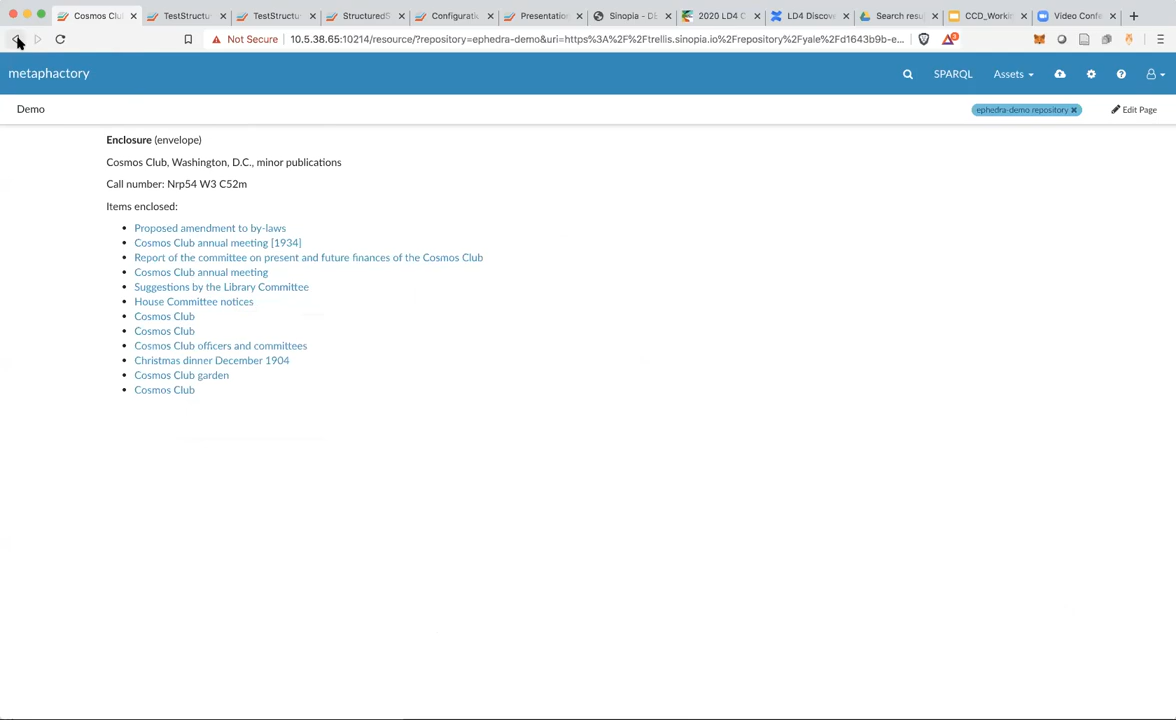 Cosmos Clu
TestStructu
TestStructu
StructuredS
Configurati
Presentation
Sinopia - DE
2020 LD4 C
LD4 Discove
Search resul
CCD_Workin
Video Confe
Not Secure
10.5.38.65:10214/resource/?repository=ephedra-demo&uri=https%3A%2F%2Ftrellis.sinopia.io%2Frepository%2Fyale%2Fd1643b9b-e...
metaphactory
SPARQL
Assets
Demo
ephedra-demo repository
Edit Page
Enclosure (envelope)
Cosmos Club, Washington, D.C., minor publications
Call number: Nrp54 W3 C52m
Items enclosed:
Proposed amendment to by-laws
Cosmos Club annual meeting [1934]
Report of the committee on present and future finances of the Cosmos Club
Cosmos Club annual meeting
Suggestions by the Library Committee
House Committee notices
Cosmos Club
Cosmos Club
Cosmos Club officers and committees
Christmas dinner December 1904
Cosmos Club garden
Cosmos Club